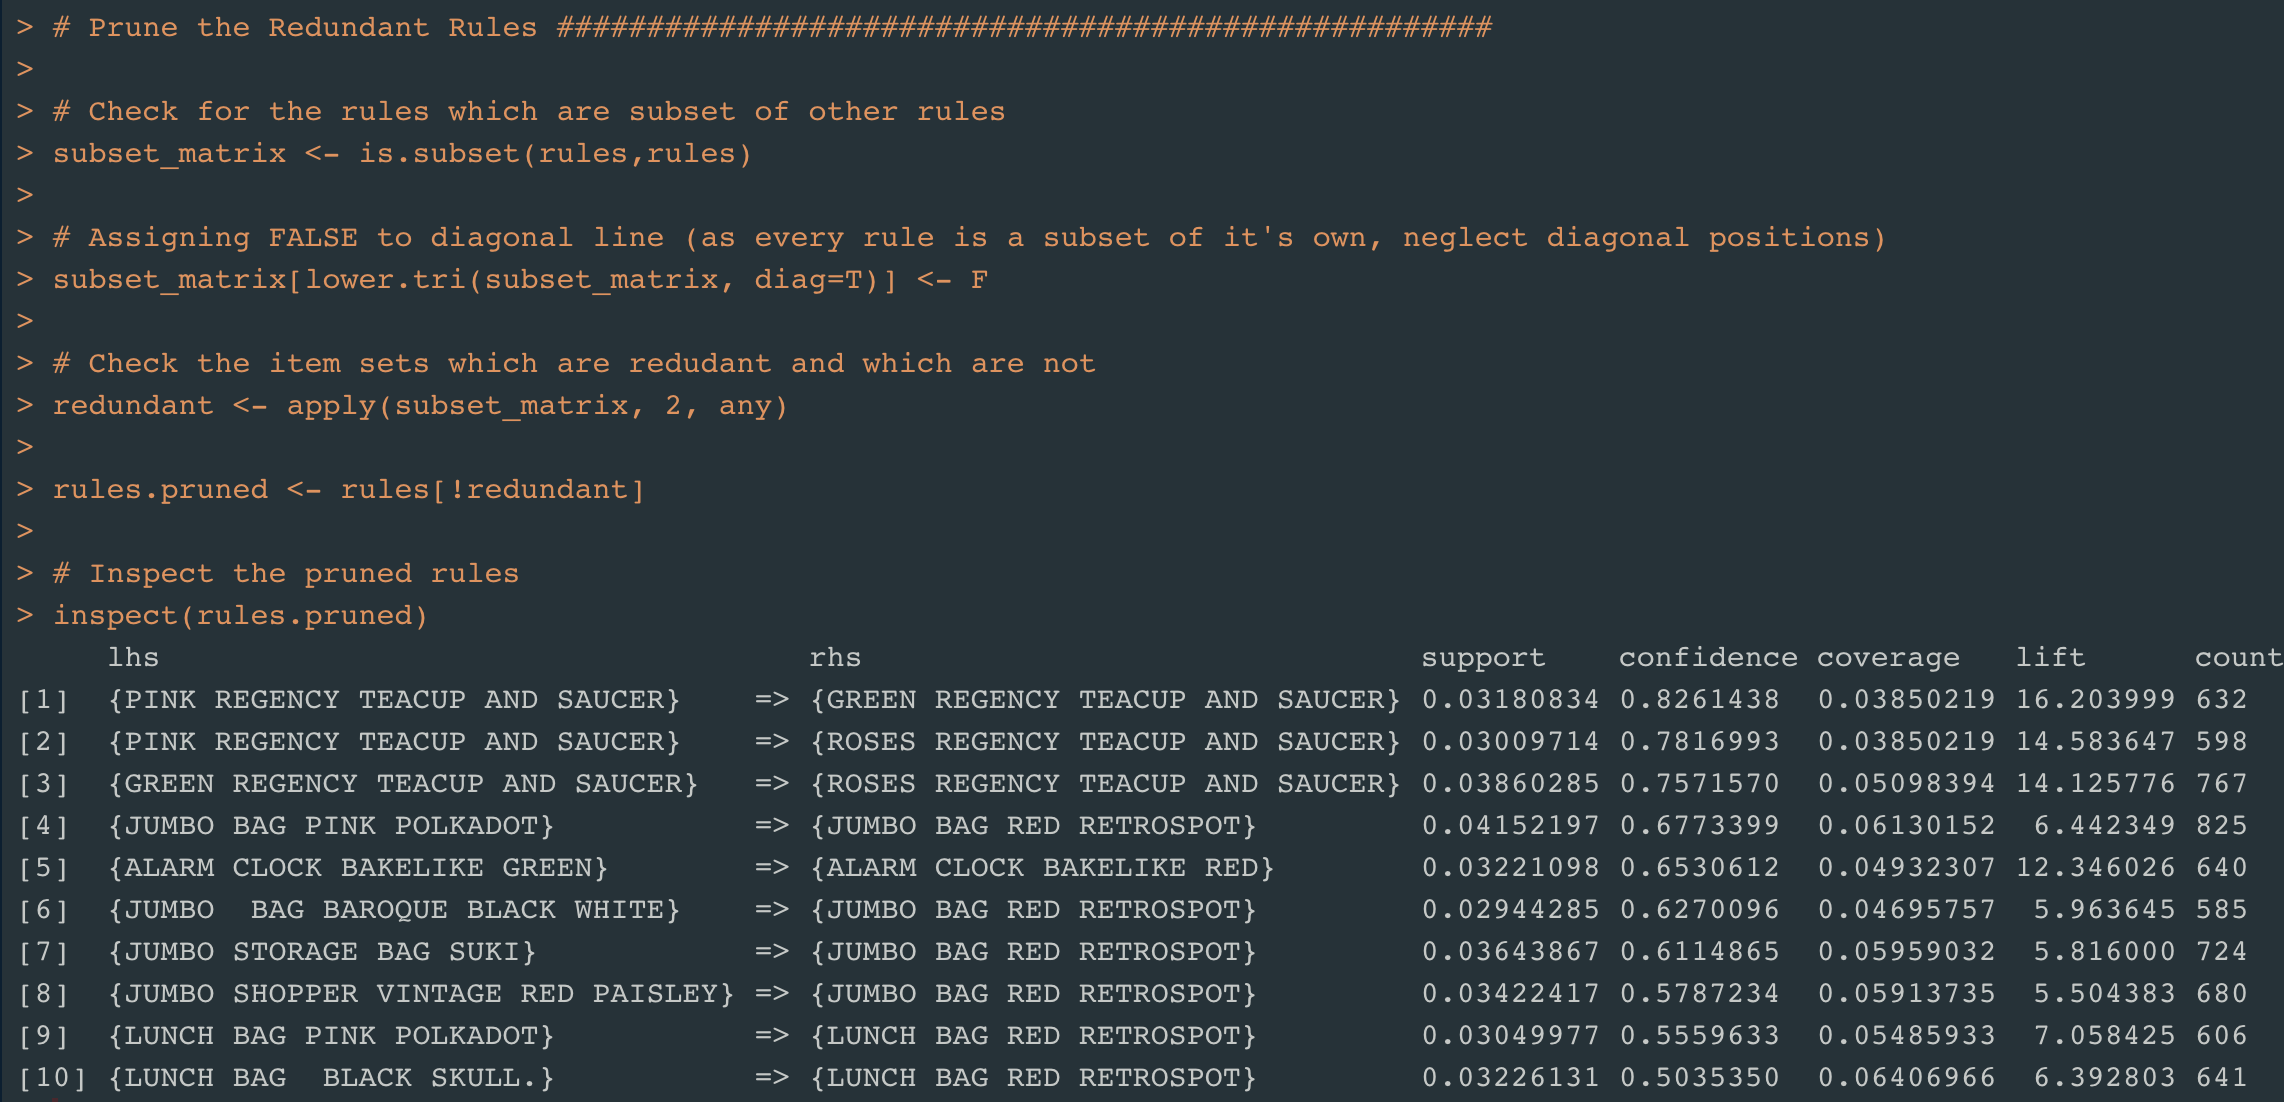 > # Prune the Redundant Rules ####################################################
>
> # Check for the rules which are subset of other rules
> subset_matrix <- is.subset(rules,rules)
>
> # Assigning FALSE to diagonal line (as every rule is a subset of it's own, neglect diagonal positions)
> subset_matrix[lower.tri(subset_matrix, diag=T)] <- F
>
> # Check the item sets which are redudant and which are not
> redundant <- apply(subset_matrix, 2, any)
>
> rules.pruned <- rules[!redundant]
>
> # Inspect the pruned rules
> inspect(rules.pruned)
     lhs                                    rhs                               support    confidence coverage   lift      count
[1]  {PINK REGENCY TEACUP AND SAUCER}    => {GREEN REGENCY TEACUP AND SAUCER} 0.03180834 0.8261438  0.03850219 16.203999 632
[2]  {PINK REGENCY TEACUP AND SAUCER}    => {ROSES REGENCY TEACUP AND SAUCER} 0.03009714 0.7816993  0.03850219 14.583647 598
[3]  {GREEN REGENCY TEACUP AND SAUCER}   => {ROSES REGENCY TEACUP AND SAUCER} 0.03860285 0.7571570  0.05098394 14.125776 767
[4]  {JUMBO BAG PINK POLKADOT}           => {JUMBO BAG RED RETROSPOT}         0.04152197 0.6773399  0.06130152  6.442349 825
[5]  {ALARM CLOCK BAKELIKE GREEN}        => {ALARM CLOCK BAKELIKE RED}        0.03221098 0.6530612  0.04932307 12.346026 640
[6]  {JUMBO  BAG BAROQUE BLACK WHITE}    => {JUMBO BAG RED RETROSPOT}         0.02944285 0.6270096  0.04695757  5.963645 585
[7]  {JUMBO STORAGE BAG SUKI}            => {JUMBO BAG RED RETROSPOT}         0.03643867 0.6114865  0.05959032  5.816000 724
[8]  {JUMBO SHOPPER VINTAGE RED PAISLEY} => {JUMBO BAG RED RETROSPOT}         0.03422417 0.5787234  0.05913735  5.504383 680
[9]  {LUNCH BAG PINK POLKADOT}           => {LUNCH BAG RED RETROSPOT}         0.03049977 0.5559633  0.05485933  7.058425 606
[10] {LUNCH BAG  BLACK SKULL.}           => {LUNCH BAG RED RETROSPOT}         0.03226131 0.5035350  0.06406966  6.392803 641